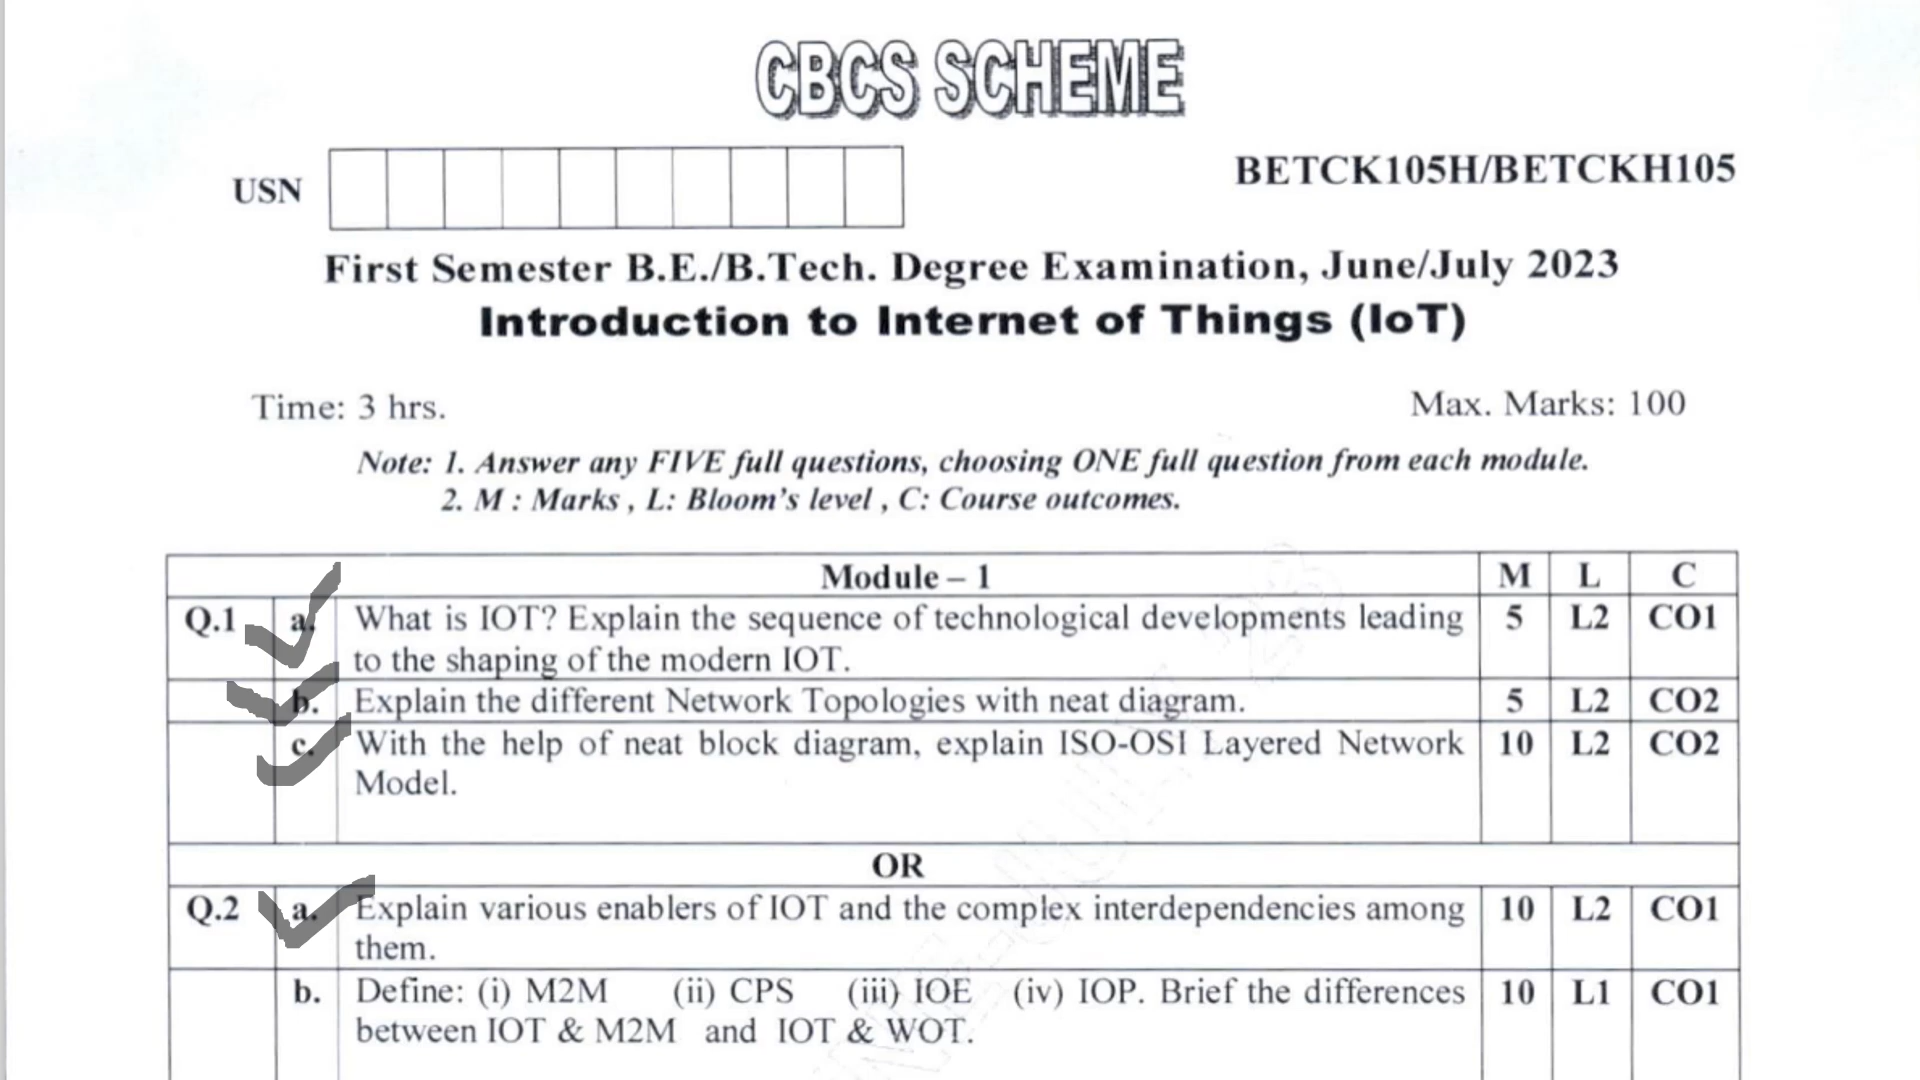 CBCS SCHEME
USN
BETCK105H/BETCKH105
First Semester B.E./B.Tech. Degree Examination, June/July 2023
Introduction to Internet of Things (IoT)
Time: 3 hrs.
Max. Marks: 100
Note: 1. Answer any FIVE full questions, choosing ONE full question from each module.
2. M : Marks , L: Bloom's level , C: Course outcomes.
Module – 1 M L C
Q.1 a. What is IOT? Explain the sequence of technological developments leading 5 L2 CO1
to the shaping of the modern IOT.
b. Explain the different Network Topologies with neat diagram. 5 L2 CO2
c. With the help of neat block diagram, explain ISO-OSI Layered Network 10 L2 CO2
Model.
OR
Q.2 a. Explain various enablers of IOT and the complex interdependencies among 10 L2 CO1
them.
b. Define: (i) M2M (ii) CPS (iii) IOE (iv) IOP. Brief the differences 10 L1 CO1
between IOT & M2M and IOT & WOT.